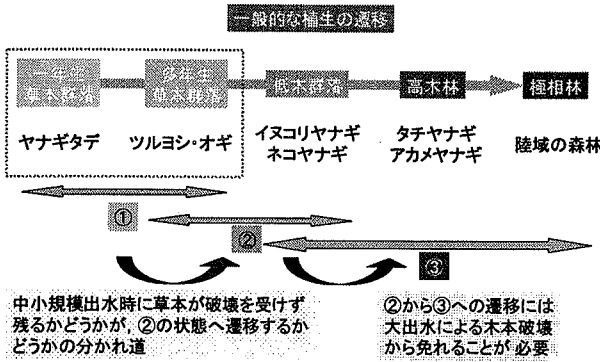 一般的な植生の遷移
一年生
草本群落
多年生
草本群落
低木群落
高木林
極相林
ヤナギタデ
ツルヨシ・オギ
イヌコリヤナギ
ネコヤナギ
タチヤナギ
アカメヤナギ
陸域の森林
①
②
③
中小規模出水時に草本が破壊を受けず
残るかどうかが，②の状態へ遷移するか
どうかの分かれ道
②から③への遷移には
大出水による木本破壊
から免れることが 必要